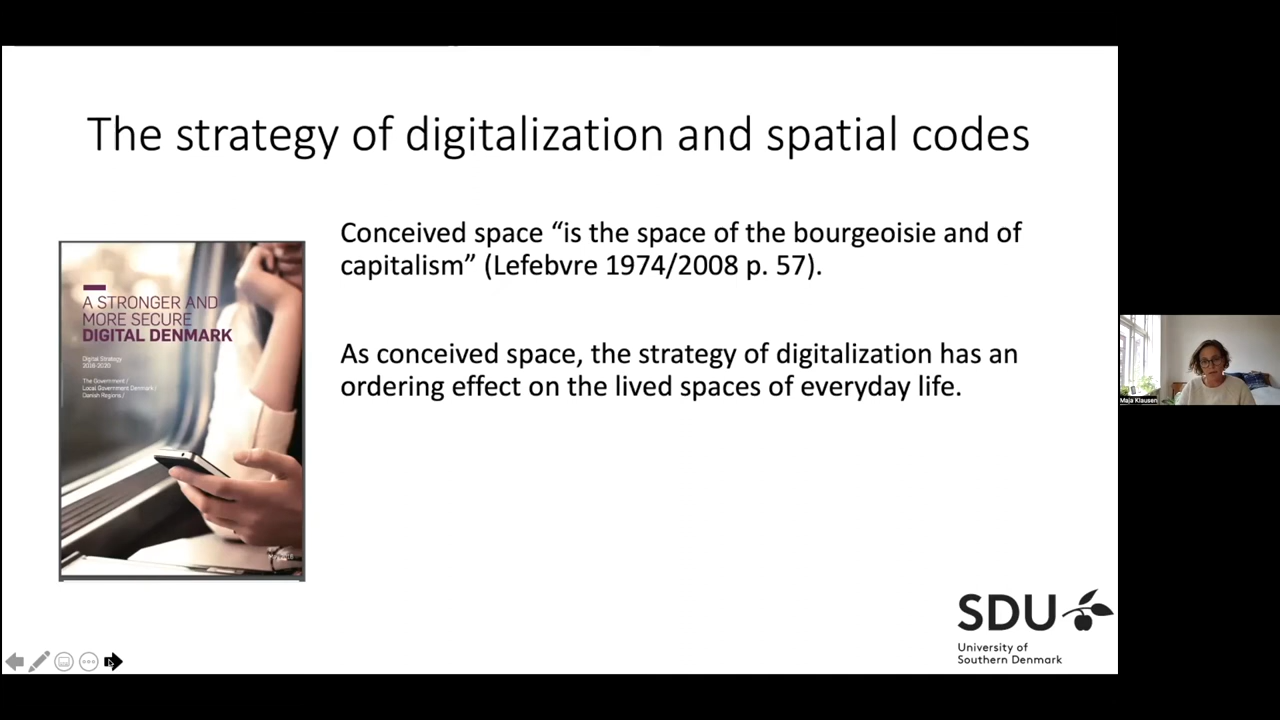 The strategy of digitalization and spatial codes
Conceived space “is the space of the bourgeoisie and of
capitalism” (Lefebvre 1974/2008 p. 57).
As conceived space, the strategy of digitalization has an
ordering effect on the lived spaces of everyday life.
A STRONGER AND
MORE SECURE
DIGITAL DENMARK
Digital Strategy
2016-2020
The Government /
Local Government Denmark /
Danish Regions /
Maja Klausen
SDU
University of
Southern Denmark